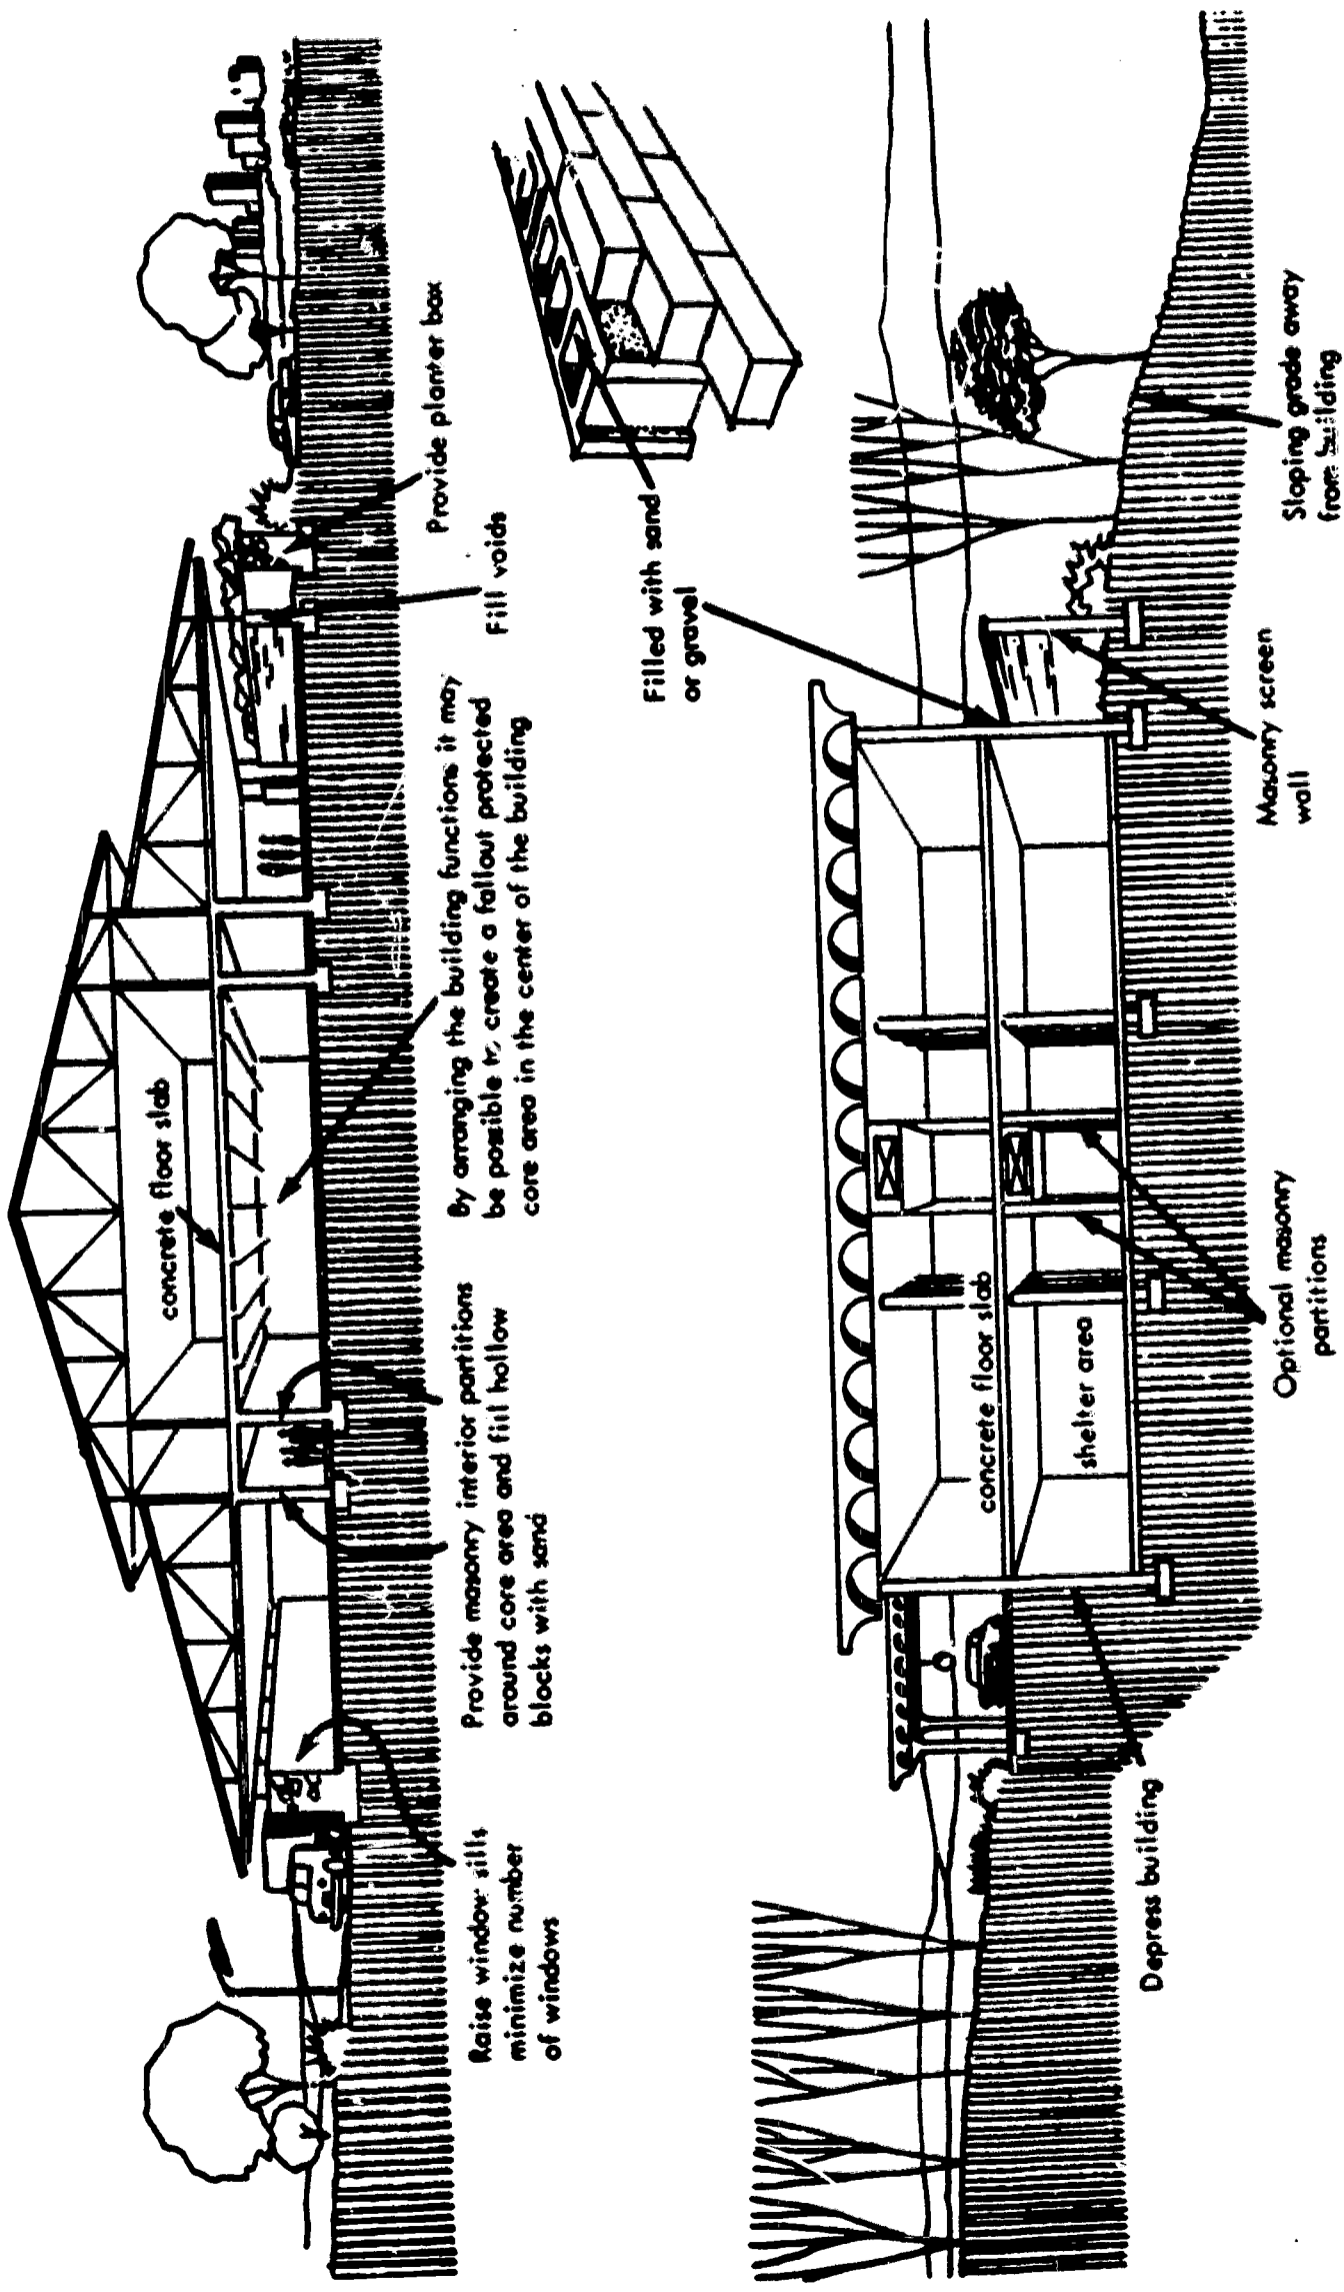 concrete floor slab
Raise window sills
minimize number
of windows
Provide masonry interior partitions
around core area and fill hollow
blocks with sand
By arranging the building functions it may
be possible to create a fallout protected
core area in the center of the building
Fill voids
Provide planter box
Filled with sand
or gravel
concrete floor slab
shelter area
Depress building
Optional masonry
partitions
Masonry screen
wall
Sloping grade away
from building